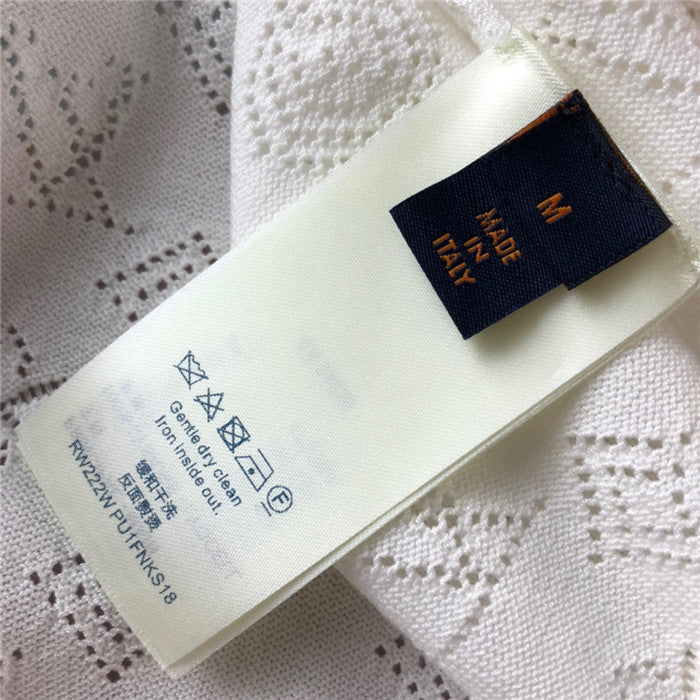 M
MADE
IN
ITALY
Gentle dry clean
Iron inside out.
缓和干洗
反面熨烫
RW222W PU1FNKS18